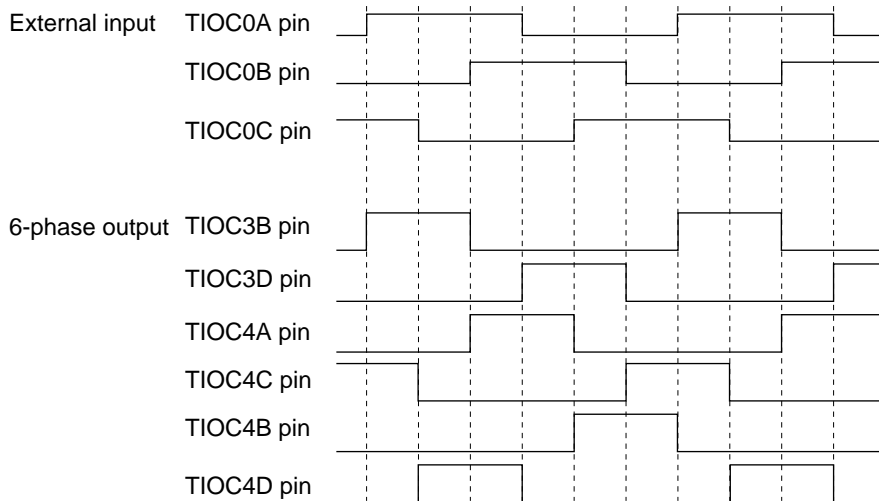 External input TIOC0A pin
TIOC0B pin
TIOC0C pin
6-phase output TIOC3B pin
TIOC3D pin
TIOC4A pin
TIOC4C pin
TIOC4B pin
TIOC4D pin